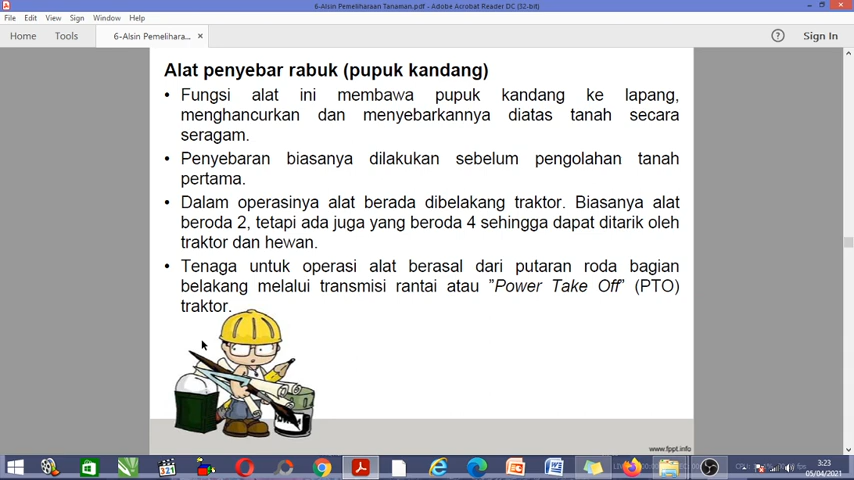 6-Alsin Pemeliharaan Tanaman.pdf - Adobe Acrobat Reader DC (32-bit)
File Edit View Sign Window Help
Home Tools 6-Alsin Pemelihara... × ? Sign In
Alat penyebar rabuk (pupuk kandang)
• Fungsi alat ini membawa pupuk kandang ke lapang,
menghancurkan dan menyebarkannya diatas tanah secara
seragam.
• Penyebaran biasanya dilakukan sebelum pengolahan tanah
pertama.
• Dalam operasinya alat berada dibelakang traktor. Biasanya alat
beroda 2, tetapi ada juga yang beroda 4 sehingga dapat ditarik oleh
traktor dan hewan.
• Tenaga untuk operasi alat berasal dari putaran roda bagian
belakang melalui transmisi rantai atau ”Power Take Off” (PTO)
traktor.
www.fppt.info
321
3:23
05/04/2021